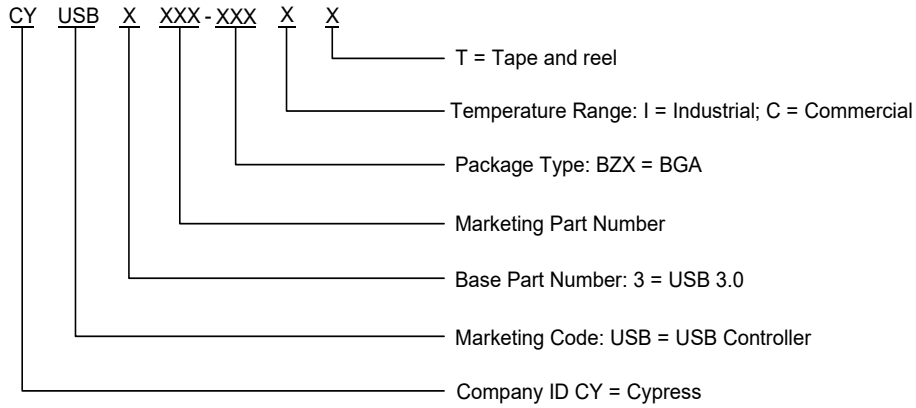 CY USB X XXX - XXX X X
T = Tape and reel
Temperature Range: I = Industrial; C = Commercial
Package Type: BZX = BGA
Marketing Part Number
Base Part Number: 3 = USB 3.0
Marketing Code: USB = USB Controller
Company ID CY = Cypress